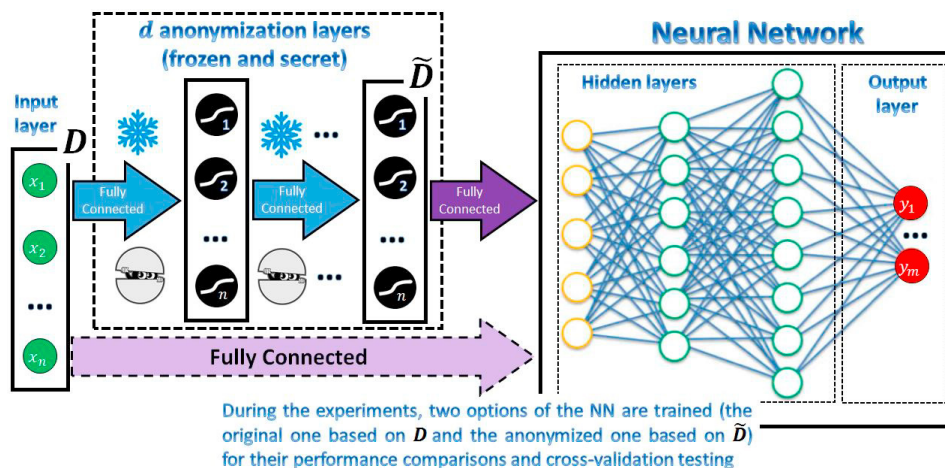 d anonymization layers
(frozen and secret)
Neural Network
Input
layer
D
D̃
Hidden layers
Output
layer
x₁
x₂
...
xₙ
Fully
Connected
1
2
...
n
...
Fully
Connected
...
1
2
...
n
y₁
...
yₘ
Fully Connected
During the experiments, two options of the NN are trained (the
original one based on D and the anonymized one based on D̃)
for their performance comparisons and cross-validation testing